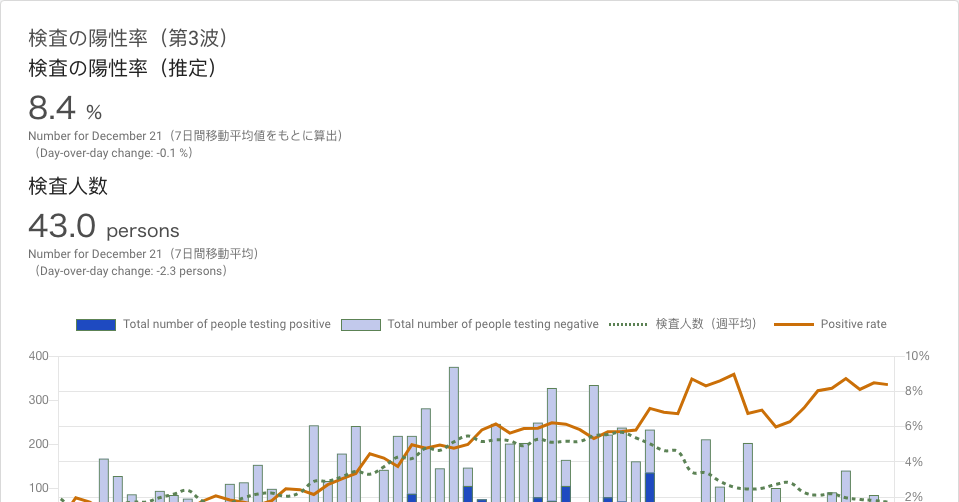 検査の陽性率（第3波）
検査の陽性率（推定）
8.4 %
Number for December 21（7日間移動平均値をもとに算出）
（Day-over-day change: -0.1 %）
検査人数
43.0 persons
Number for December 21（7日間移動平均）
（Day-over-day change: -2.3 persons）
Total number of people testing positive Total number of people testing negative 検査人数（週平均） Positive rate
400 10%
8%
300
6%
200
4%
100
2%